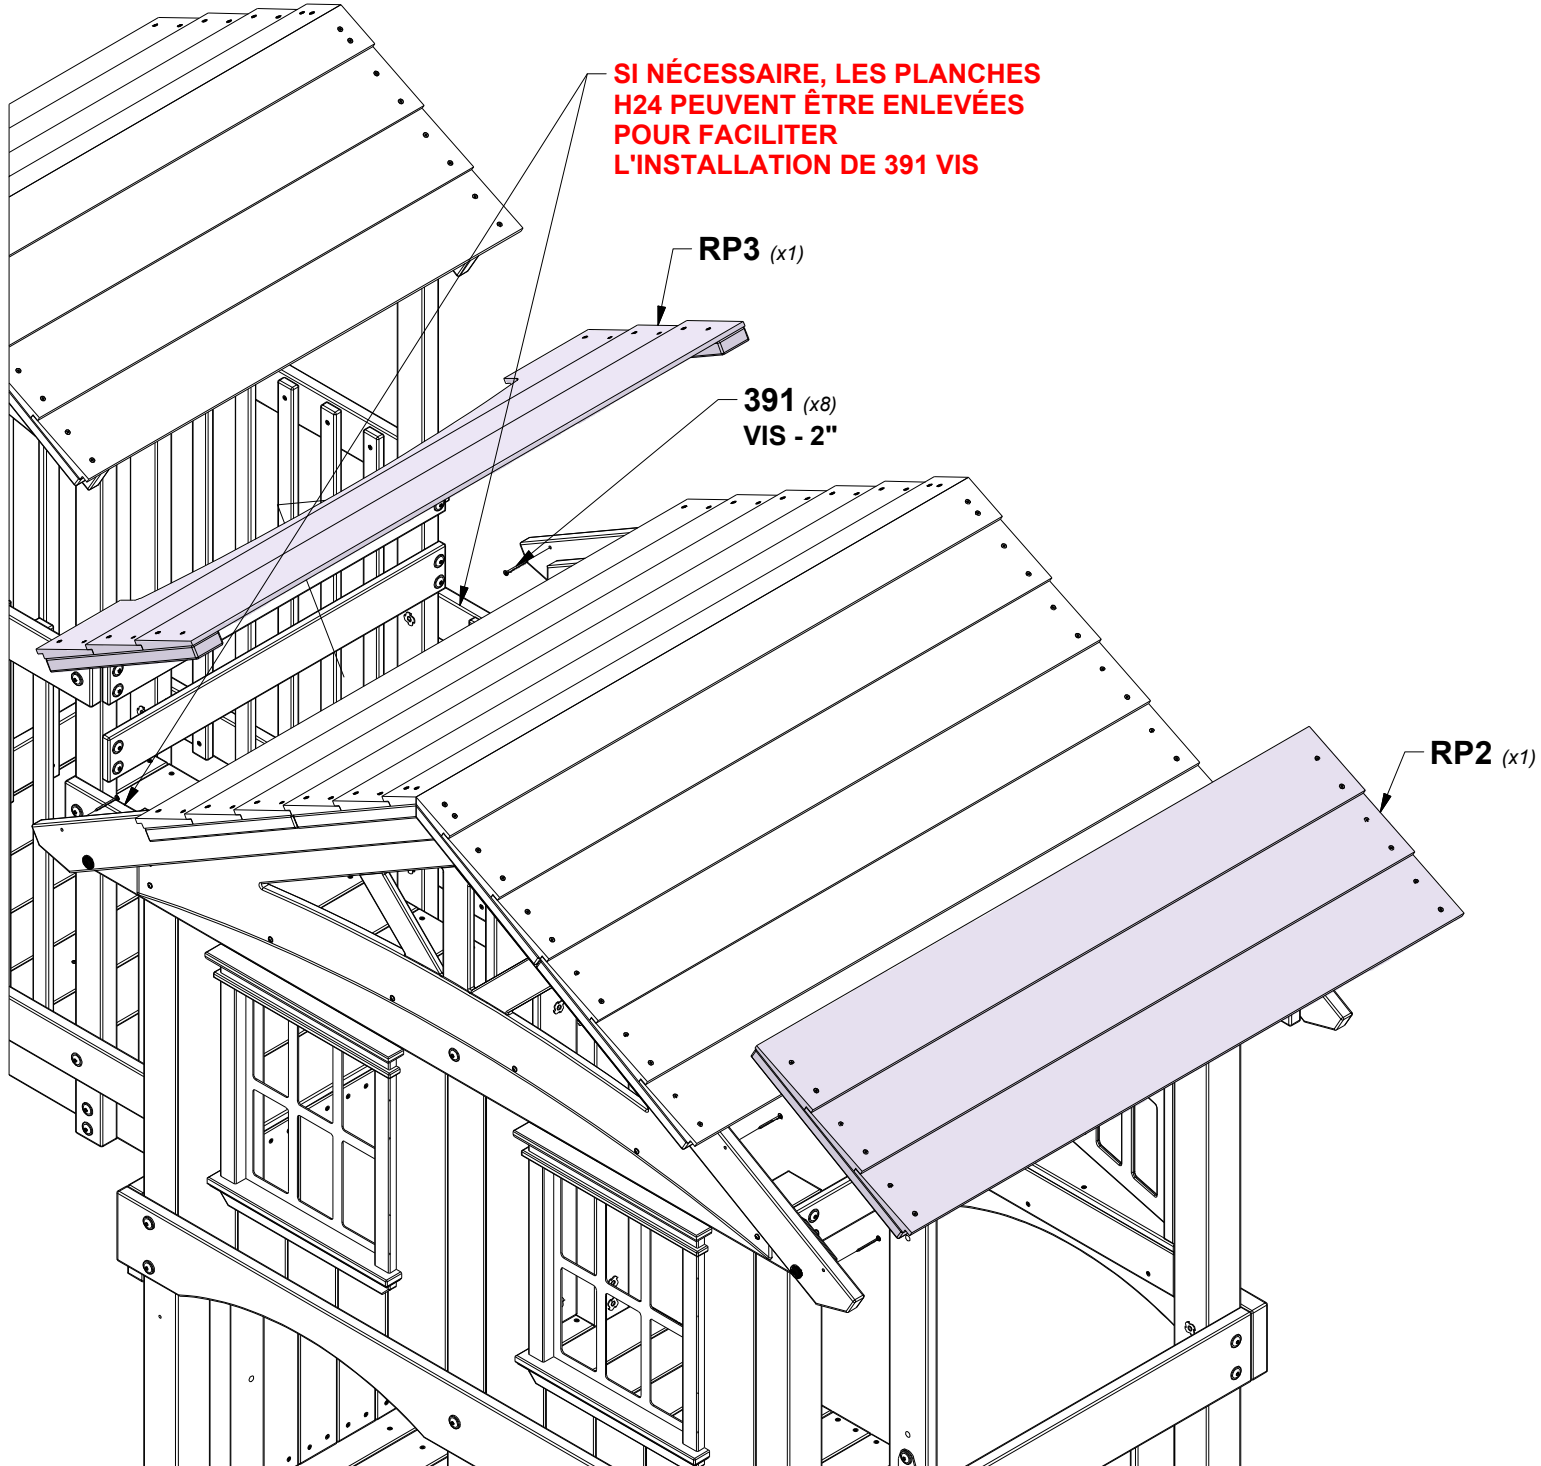 SI NÉCESSAIRE, LES PLANCHES
H24 PEUVENT ÊTRE ENLEVÉES
POUR FACILITER
L'INSTALLATION DE 391 VIS
RP3 (x1)
391 (x8)
VIS - 2"
RP2 (x1)